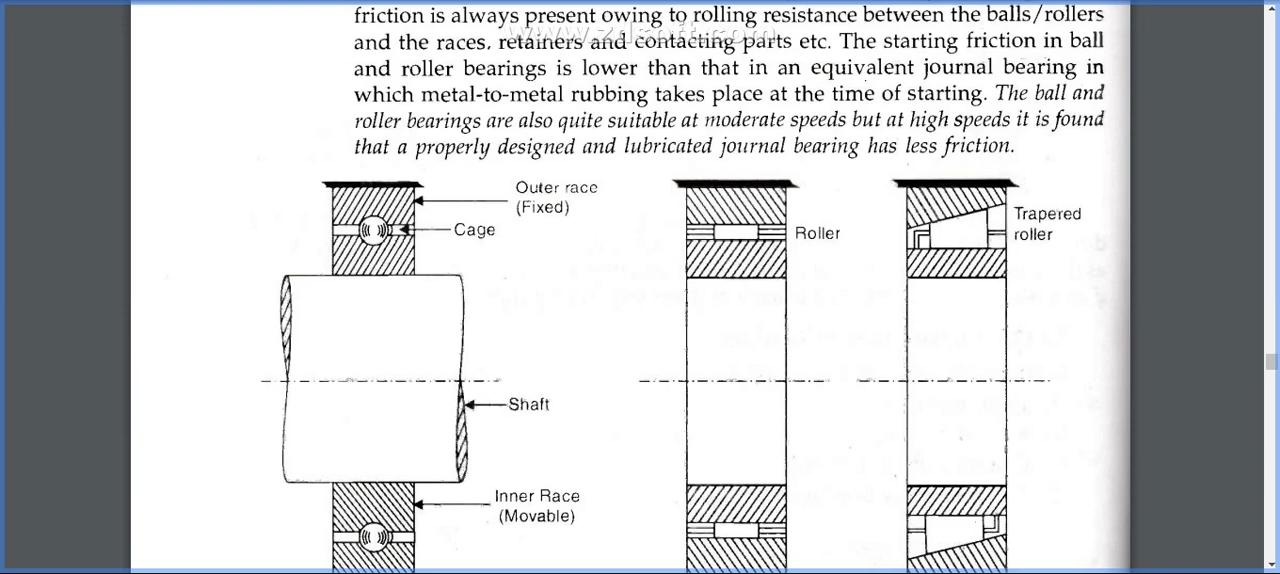 friction is always present owing to rolling resistance between the balls/rollers
www.zdsoft.com
and the races, retainers and contacting parts etc. The starting friction in ball
and roller bearings is lower than that in an equivalent journal bearing in
which metal-to-metal rubbing takes place at the time of starting. The ball and
roller bearings are also quite suitable at moderate speeds but at high speeds it is found
that a properly designed and lubricated journal bearing has less friction.
Outer race
(Fixed)
Cage
Roller
Trapered
roller
Shaft
Inner Race
(Movable)